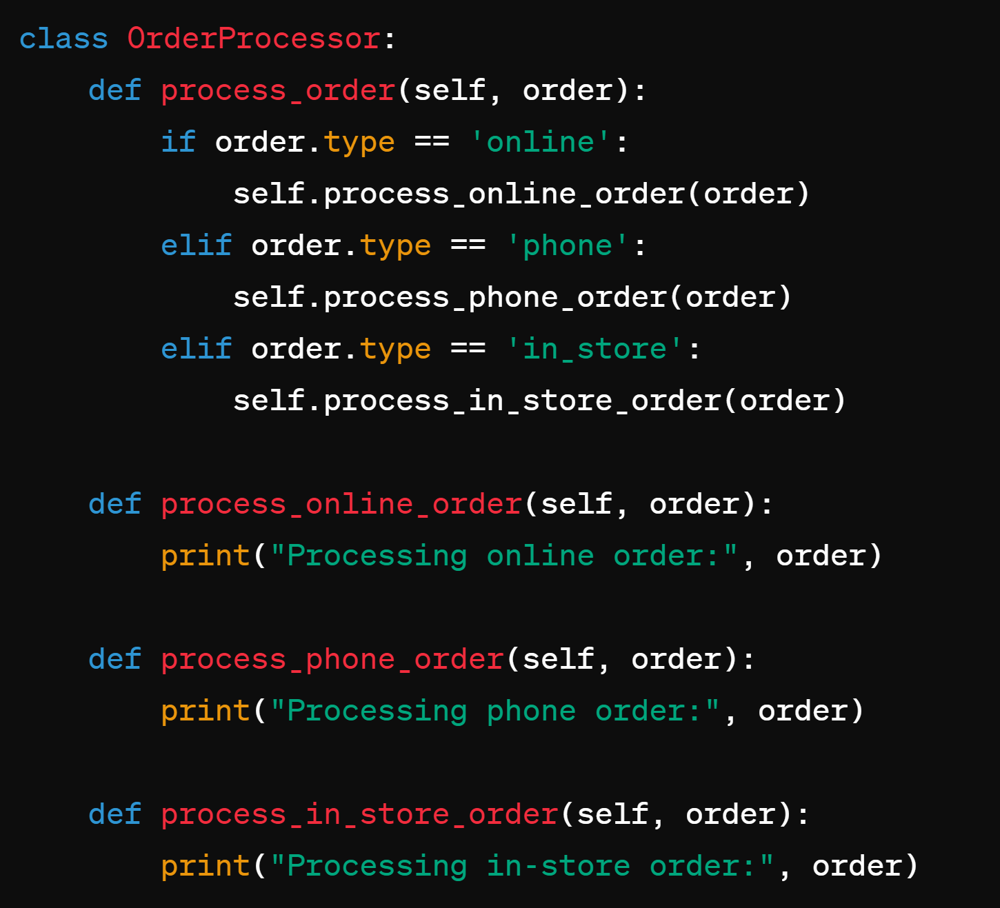 class OrderProcessor:
    def process_order(self, order):
        if order.type == 'online':
            self.process_online_order(order)
        elif order.type == 'phone':
            self.process_phone_order(order)
        elif order.type == 'in_store':
            self.process_in_store_order(order)

    def process_online_order(self, order):
        print("Processing online order:", order)

    def process_phone_order(self, order):
        print("Processing phone order:", order)

    def process_in_store_order(self, order):
        print("Processing in-store order:", order)